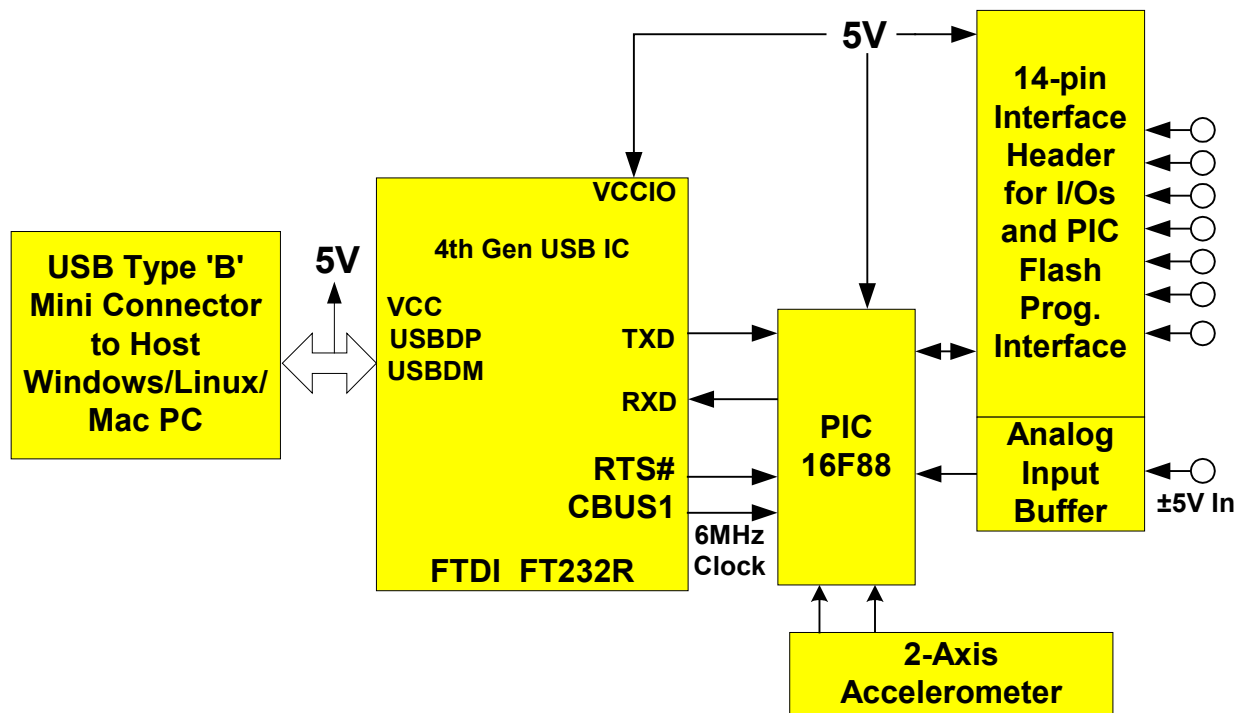 5V
14-pin
Interface
Header
for I/Os
and PIC
Flash
Prog.
Interface
VCCIO
4th Gen USB IC
USB Type 'B'
Mini Connector
to Host
Windows/Linux/
Mac PC
5V
VCC
USBDP
USBDM
TXD
RXD
RTS#
CBUS1
FTDI FT232R
6MHz
Clock
PIC
16F88
Analog
Input
Buffer
±5V In
2-Axis
Accelerometer